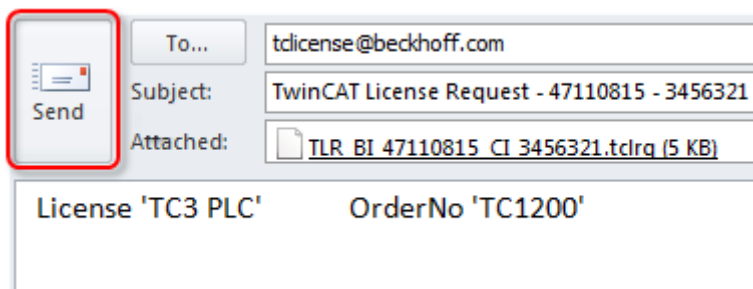 To...
tclicense@beckhoff.com
Send
Subject:
TwinCAT License Request - 47110815 - 3456321
Attached:
TLR_BI_47110815_CI_3456321.tclrq (5 KB)
License 'TC3 PLC' OrderNo 'TC1200'